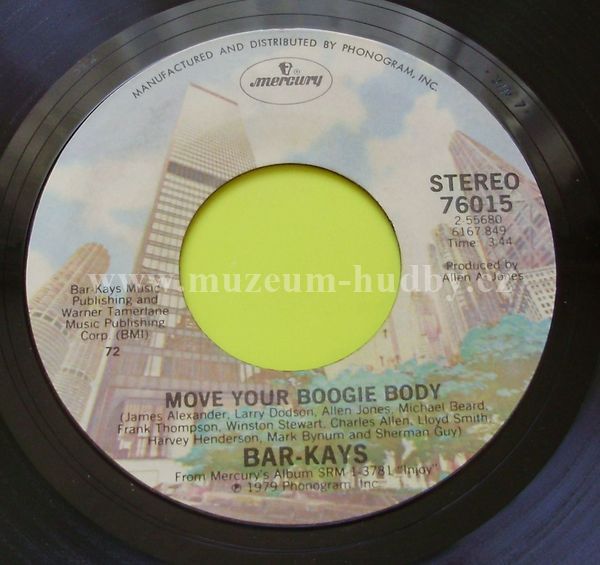 MANUFACTURED AND DISTRIBUTED BY PHONOGRAM, INC.
mercury
®
STEREO
76015
2-55680
6167.849
Time 3:44
Produced by
Allen A. Jones
www.muzeum-hudby.cz
Bar-Kays Music
Publishing and
Warner Tamerlane
Music Publishing
Corp. (BMI)
72
MOVE YOUR BOOGIE BODY
(James Alexander, Larry Dodson, Allen Jones, Michael Beard,
Frank Thompson, Winston Stewart, Charles Allen, Lloyd Smith,
Harvey Henderson, Mark Bynum and Sherman Guy)
BAR-KAYS
From Mercury's Album SRM 1-3781 "Injoy"
℗ 1979 Phonogram, Inc.